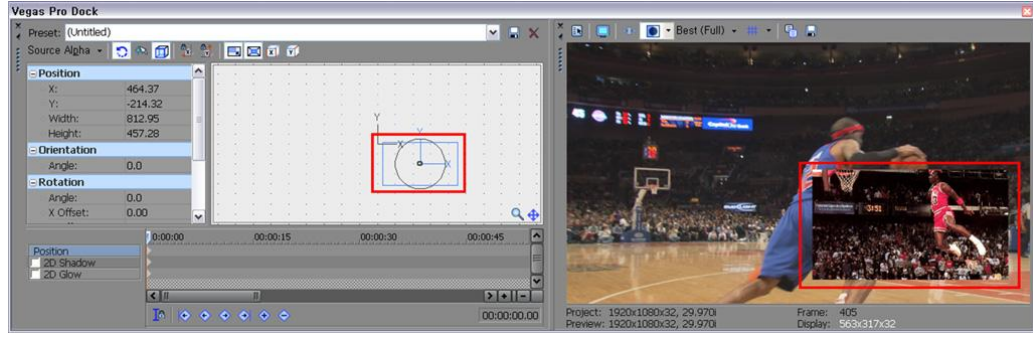 Vegas Pro Dock
Preset: (Untitled)
Source Alpha
Position
X: 464.37
Y: -214.32
Width: 812.95
Height: 457.28
Orientation
Angle: 0.0
Rotation
Angle: 0.0
X Offset: 0.00
Y
X
Y
X
0:00:00 00:00:15 00:00:30 00:00:45
Position
2D Shadow
2D Glow
00:00:00.00
Best (Full)
Project: 1920x1080x32, 29.970i
Preview: 1920x1080x32, 29.970i
Frame: 405
Display: 563x317x32